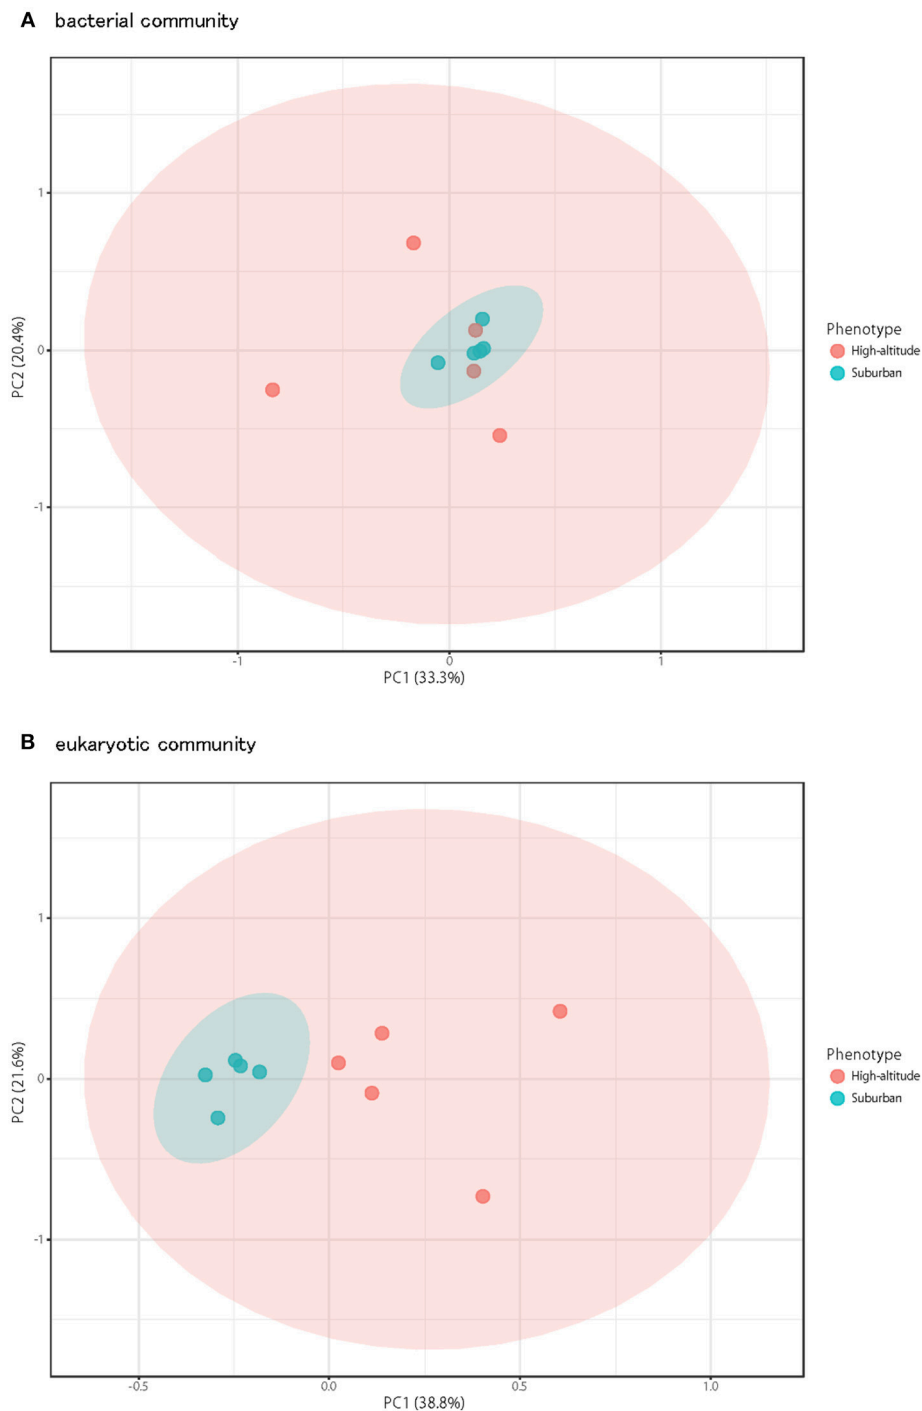 A bacterial community
1
0
-1
PC2 (20.4%)
-1 0 1
PC1 (33.3%)
Phenotype
High-altitude
Suburban
B eukaryotic community
1
0
-1
PC2 (21.6%)
-0.5 0.0 0.5 1.0
PC1 (38.8%)
Phenotype
High-altitude
Suburban